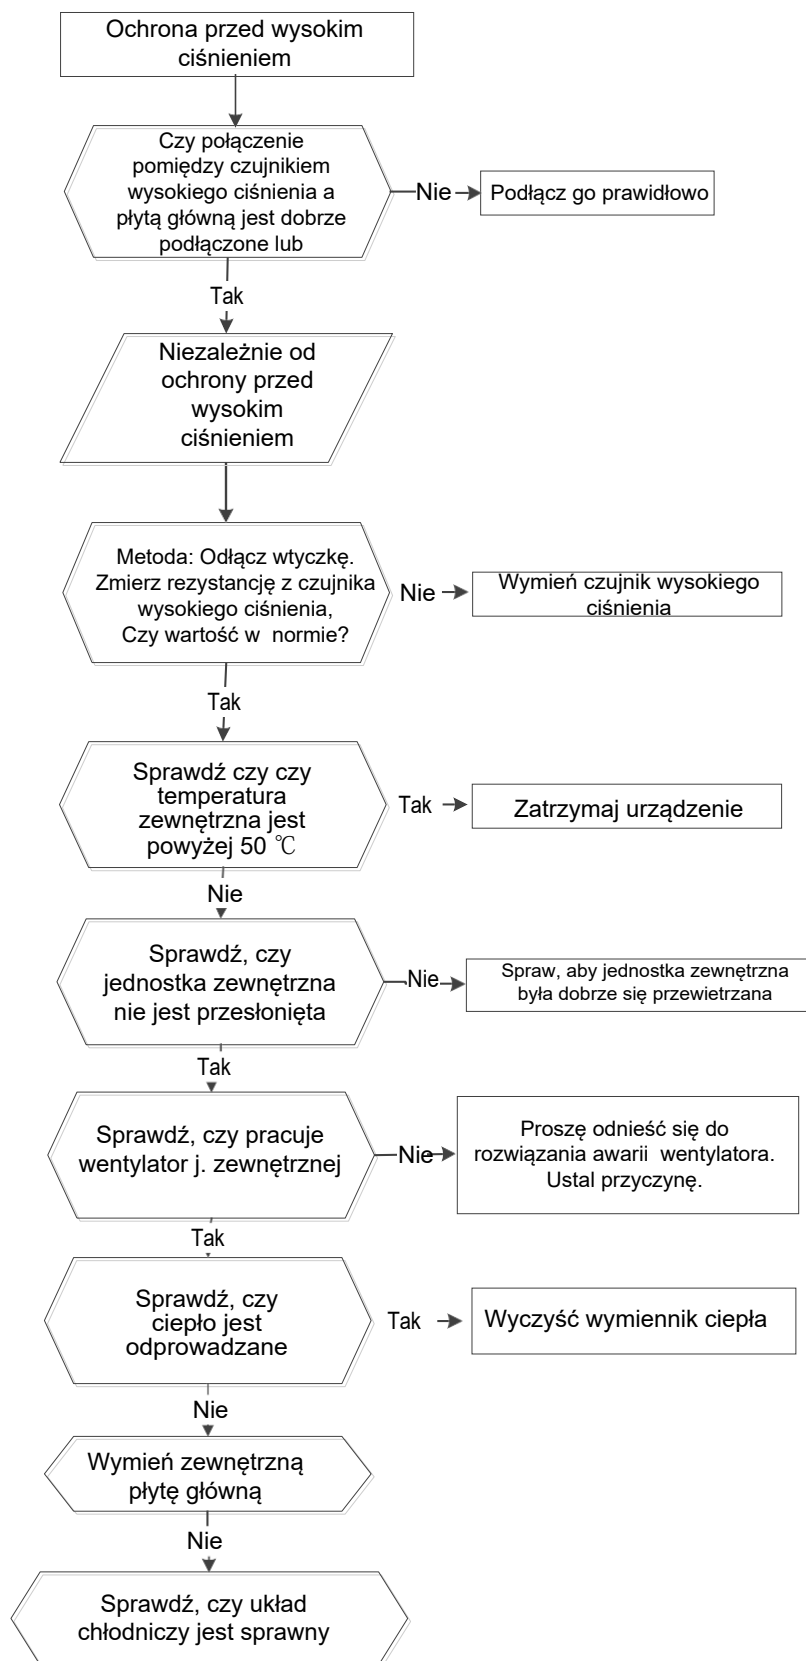 Ochrona przed wysokim
ciśnieniem
Czy połączenie
pomiędzy czujnikiem
wysokiego ciśnienia a
płytą główną jest dobrze
podłączone lub
Nie
Podłącz go prawidłowo
Tak
Niezależnie od
ochrony przed
wysokim
ciśnieniem
Metoda: Odłącz wtyczkę.
Zmierz rezystancję z czujnika
wysokiego ciśnienia,
Czy wartość w normie?
Nie
Wymień czujnik wysokiego
ciśnienia
Tak
Sprawdź czy czy
temperatura
zewnętrzna jest
powyżej 50 ℃
Tak
Zatrzymaj urządzenie
Nie
Sprawdź, czy
jednostka zewnętrzna
nie jest przesłonięta
Nie
Spraw, aby jednostka zewnętrzna
była dobrze się przewietrzana
Tak
Sprawdź, czy pracuje
wentylator j. zewnętrznej
Nie
Proszę odnieść się do
rozwiązania awarii wentylatora.
Ustal przyczynę.
Tak
Sprawdź, czy
ciepło jest
odprowadzane
Tak
Wyczyść wymiennik ciepła
Nie
Wymień zewnętrzną
płytę główną
Nie
Sprawdź, czy układ
chłodniczy jest sprawny